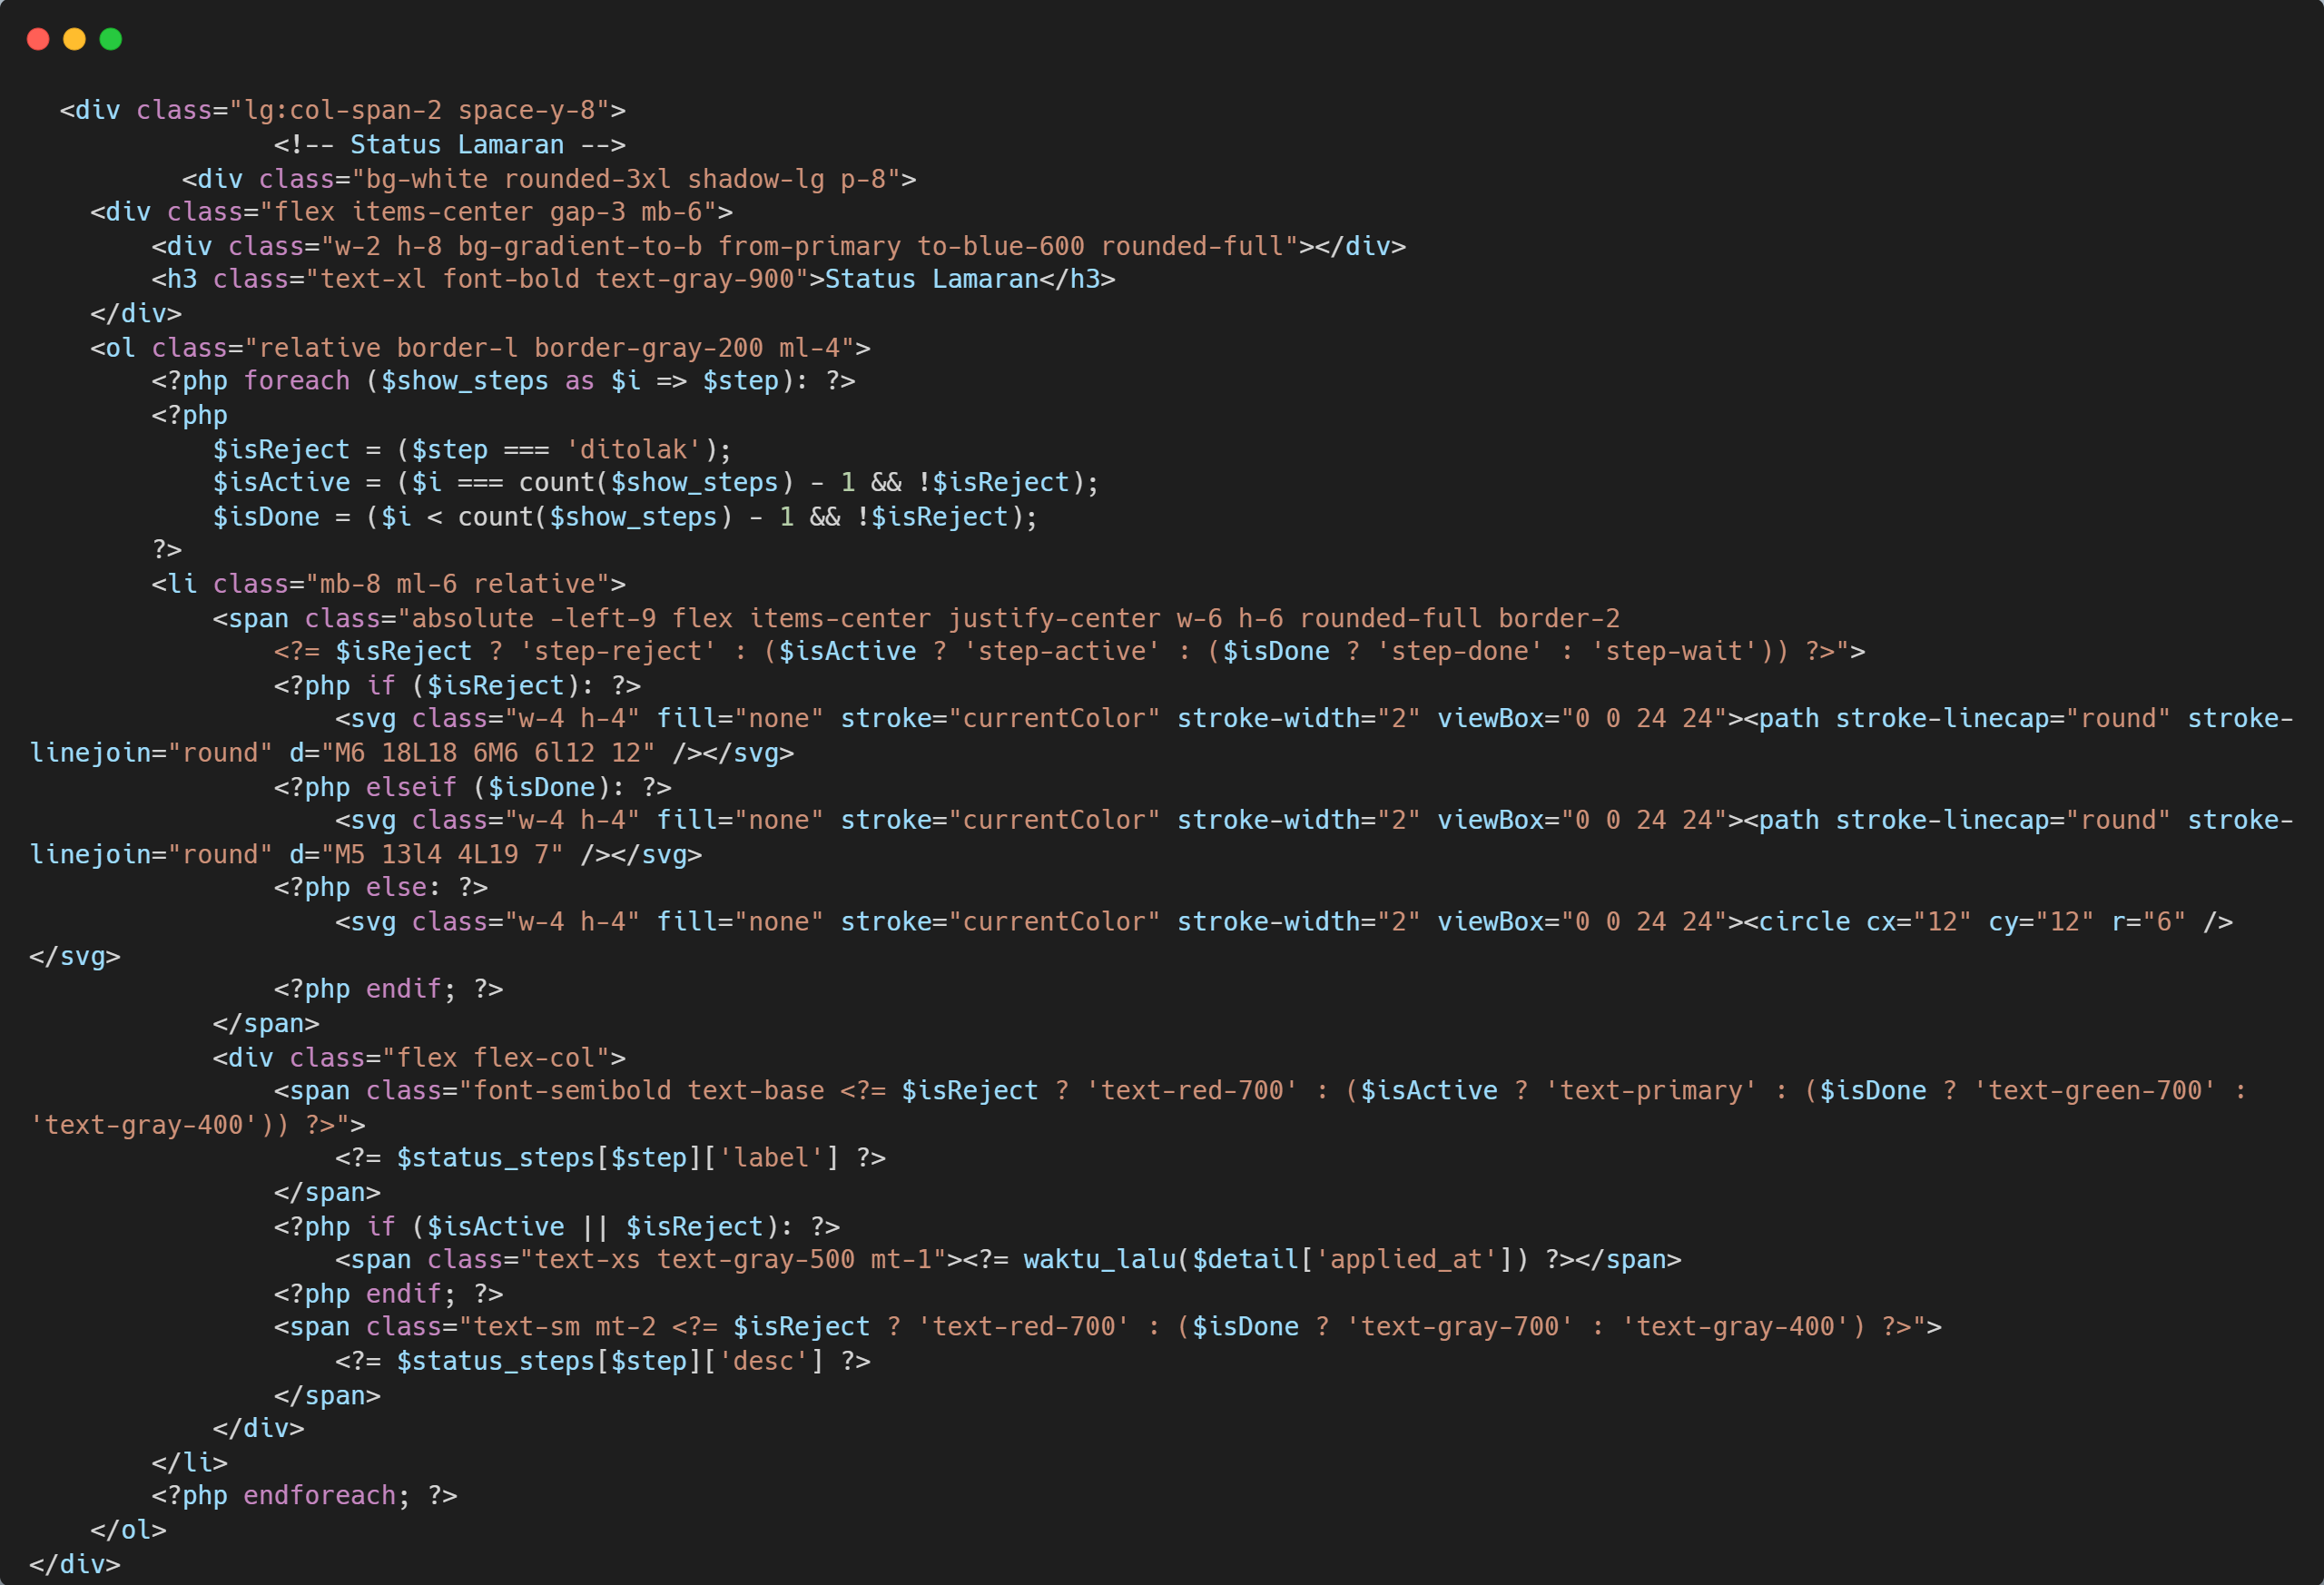 <div class="lg:col-span-2 space-y-8">
<!-- Status Lamaran -->
<div class="bg-white rounded-3xl shadow-lg p-8">
<div class="flex items-center gap-3 mb-6">
<div class="w-2 h-8 bg-gradient-to-b from-primary to-blue-600 rounded-full"></div>
<h3 class="text-xl font-bold text-gray-900">Status Lamaran</h3>
</div>
<ol class="relative border-l border-gray-200 ml-4">
<?php foreach ($show_steps as $i => $step): ?>
<?php
$isReject = ($step === 'ditolak');
$isActive = ($i === count($show_steps) - 1 && !$isReject);
$isDone = ($i < count($show_steps) - 1 && !$isReject);
?>
<li class="mb-8 ml-6 relative">
<span class="absolute -left-9 flex items-center justify-center w-6 h-6 rounded-full border-2
<?= $isReject ? 'step-reject' : ($isActive ? 'step-active' : ($isDone ? 'step-done' : 'step-wait')) ?>">
<?php if ($isReject): ?>
<svg class="w-4 h-4" fill="none" stroke="currentColor" stroke-width="2" viewBox="0 0 24 24"><path stroke-linecap="round" stroke-
linejoin="round" d="M6 18L18 6M6 6l12 12" /></svg>
<?php elseif ($isDone): ?>
<svg class="w-4 h-4" fill="none" stroke="currentColor" stroke-width="2" viewBox="0 0 24 24"><path stroke-linecap="round" stroke-
linejoin="round" d="M5 13l4 4L19 7" /></svg>
<?php else: ?>
<svg class="w-4 h-4" fill="none" stroke="currentColor" stroke-width="2" viewBox="0 0 24 24"><circle cx="12" cy="12" r="6" />
</svg>
<?php endif; ?>
</span>
<div class="flex flex-col">
<span class="font-semibold text-base <?= $isReject ? 'text-red-700' : ($isActive ? 'text-primary' : ($isDone ? 'text-green-700' :
'text-gray-400')) ?>">
<?= $status_steps[$step]['label'] ?>
</span>
<?php if ($isActive || $isReject): ?>
<span class="text-xs text-gray-500 mt-1"><?= waktu_lalu($detail['applied_at']) ?></span>
<?php endif; ?>
<span class="text-sm mt-2 <?= $isReject ? 'text-red-700' : ($isDone ? 'text-gray-700' : 'text-gray-400') ?>">
<?= $status_steps[$step]['desc'] ?>
</span>
</div>
</li>
<?php endforeach; ?>
</ol>
</div>